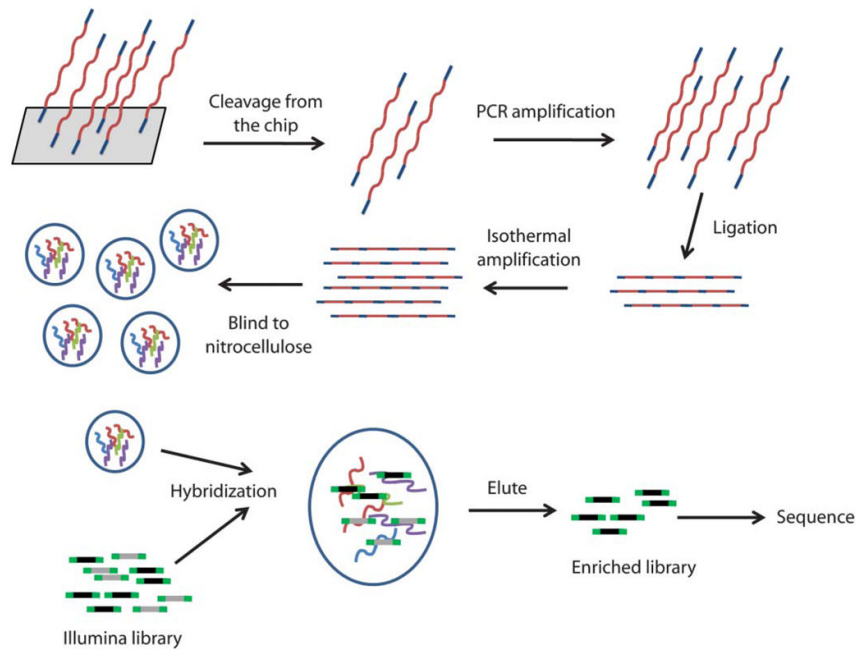 Cleavage from
the chip
PCR amplification
Ligation
Isothermal
amplification
Blind to
nitrocellulose
Hybridization
Illumina library
Elute
Enriched library
Sequence